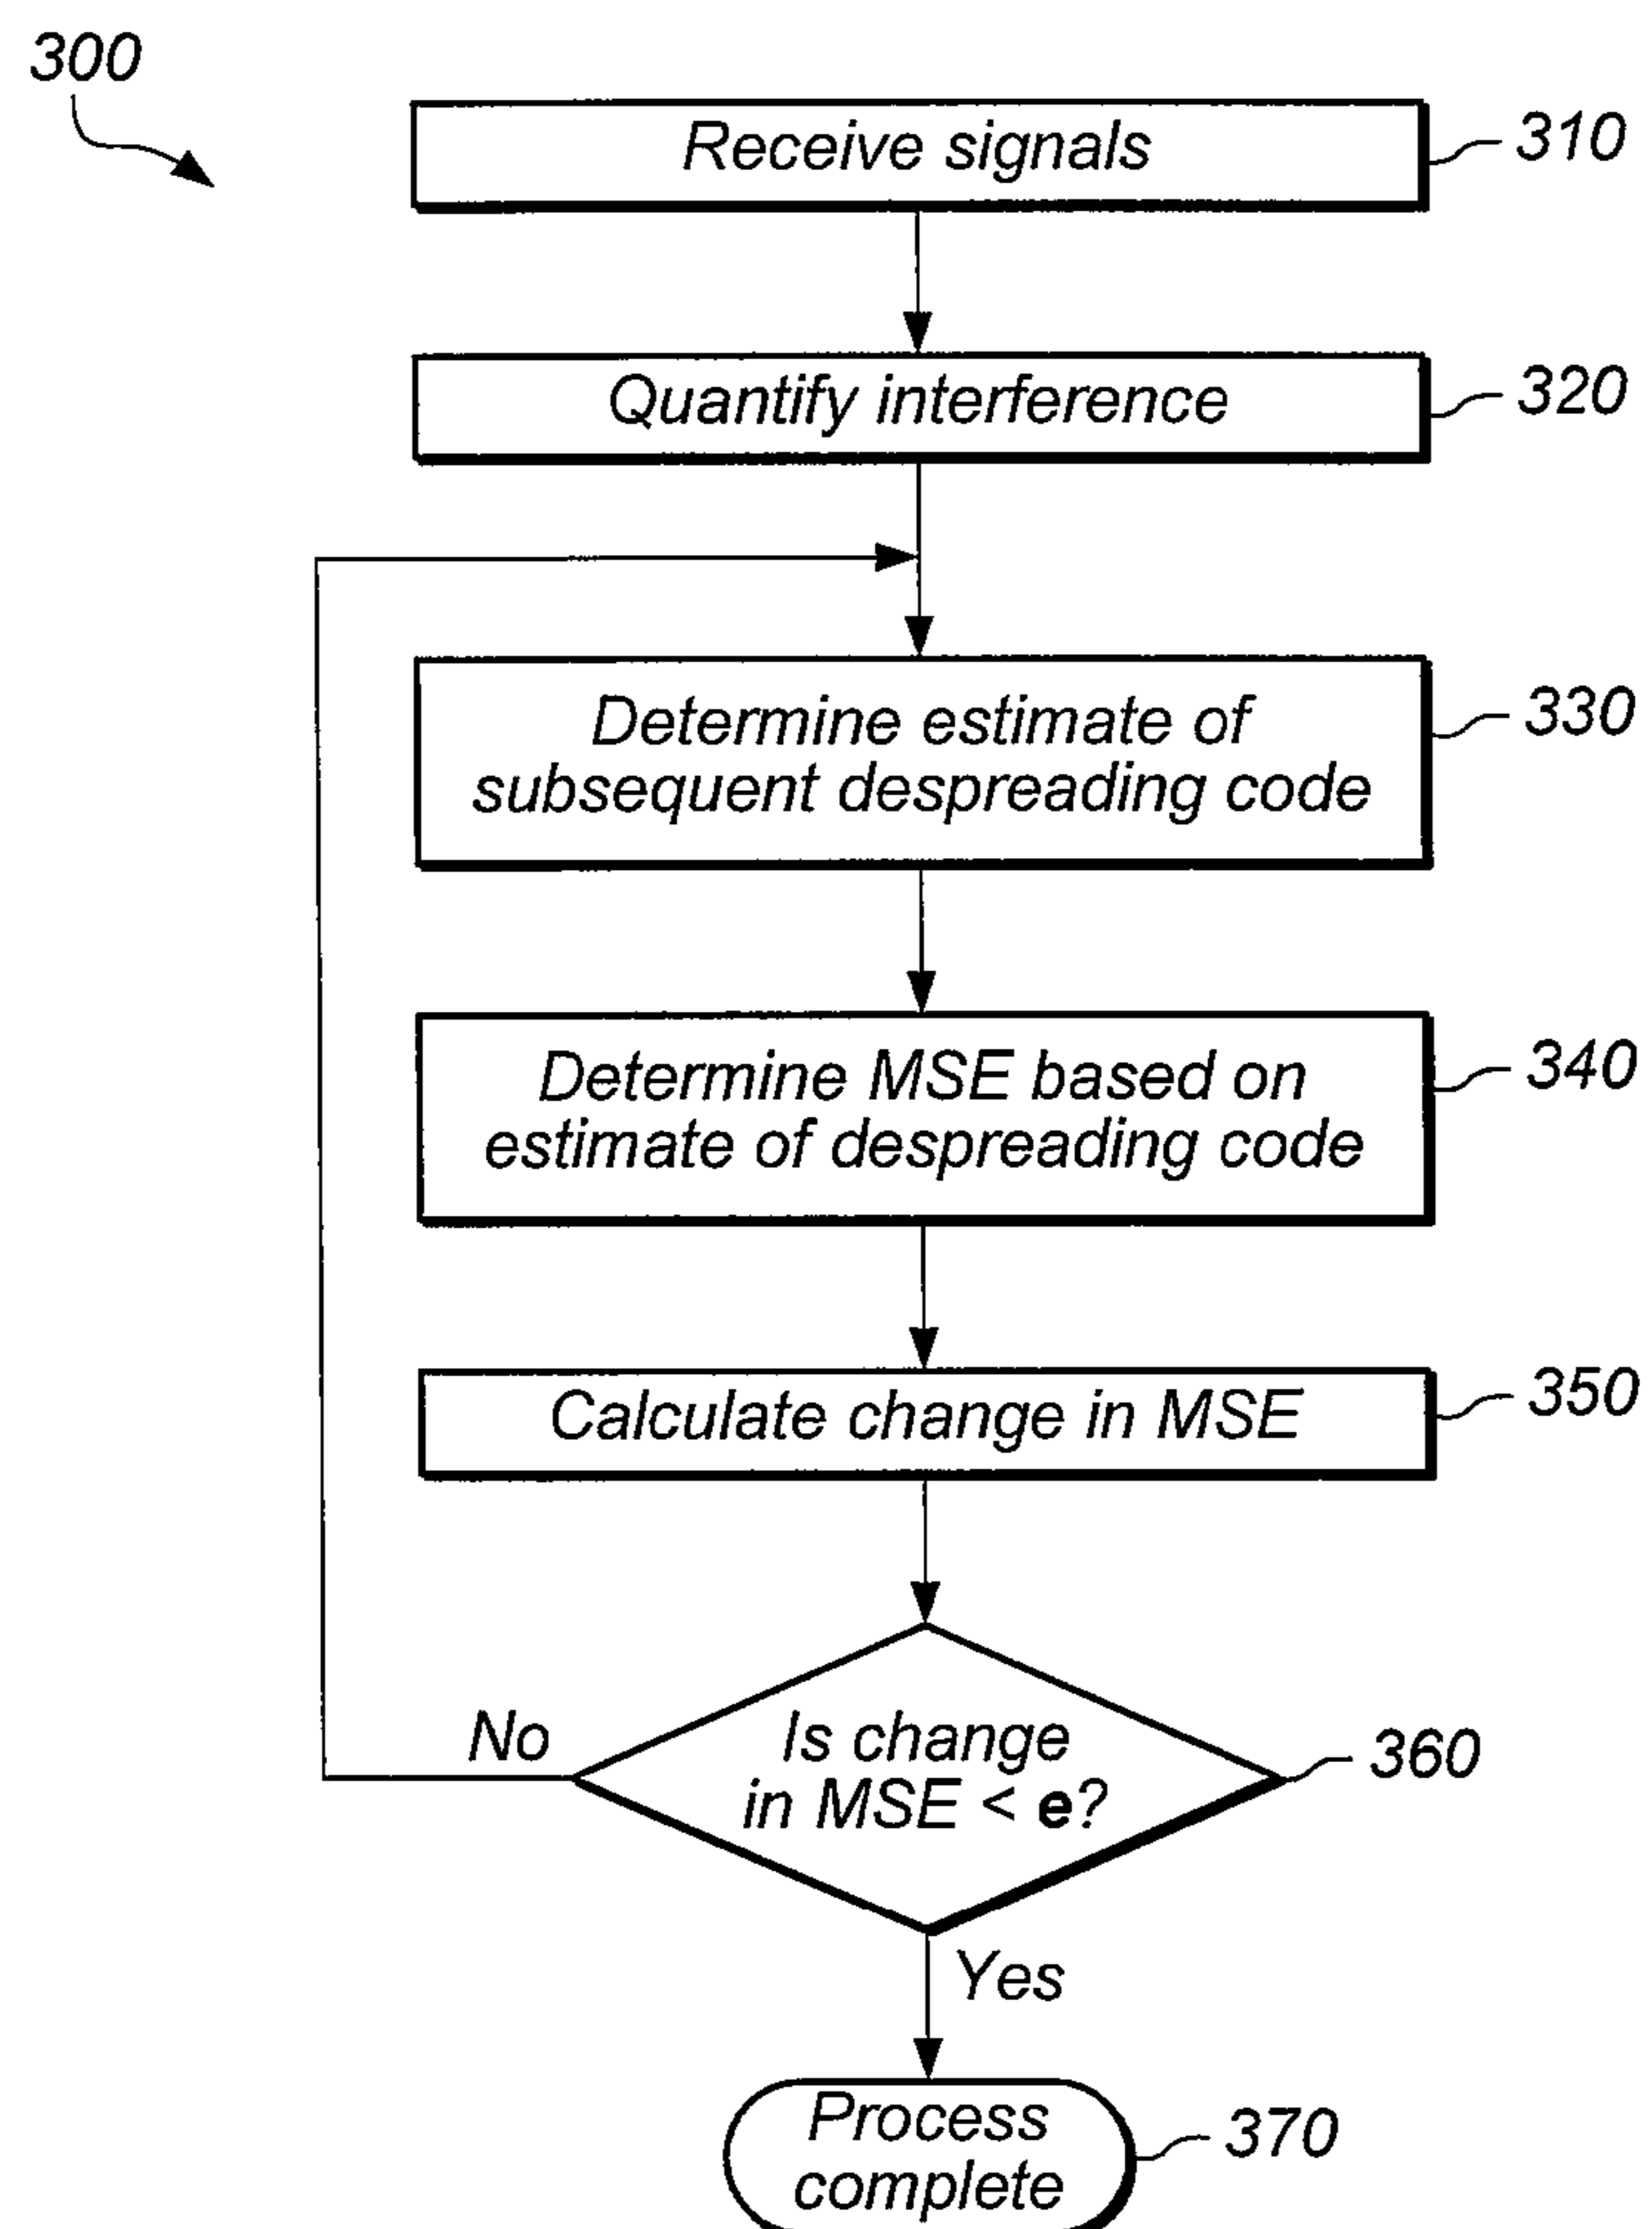 300
Receive signals
310
Quantify interference
320
Determine estimate of
subsequent despreading code
330
Determine MSE based on
estimate of despreading code
340
Calculate change in MSE
350
No
Is change
in MSE < e?
360
Yes
Process
complete
370